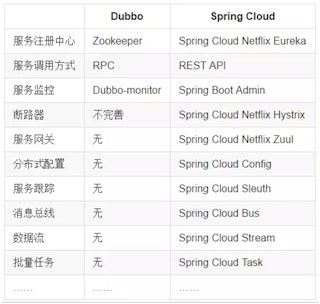 Dubbo Spring Cloud
服务注册中心 Zookeeper Spring Cloud Netflix Eureka
服务调用方式 RPC REST API
服务监控 Dubbo-monitor Spring Boot Admin
断路器 不完善 Spring Cloud Netflix Hystrix
服务网关 无 Spring Cloud Netflix Zuul
分布式配置 无 Spring Cloud Config
服务跟踪 无 Spring Cloud Sleuth
消息总线 无 Spring Cloud Bus
数据流 无 Spring Cloud Stream
批量任务 无 Spring Cloud Task
…… …… ……